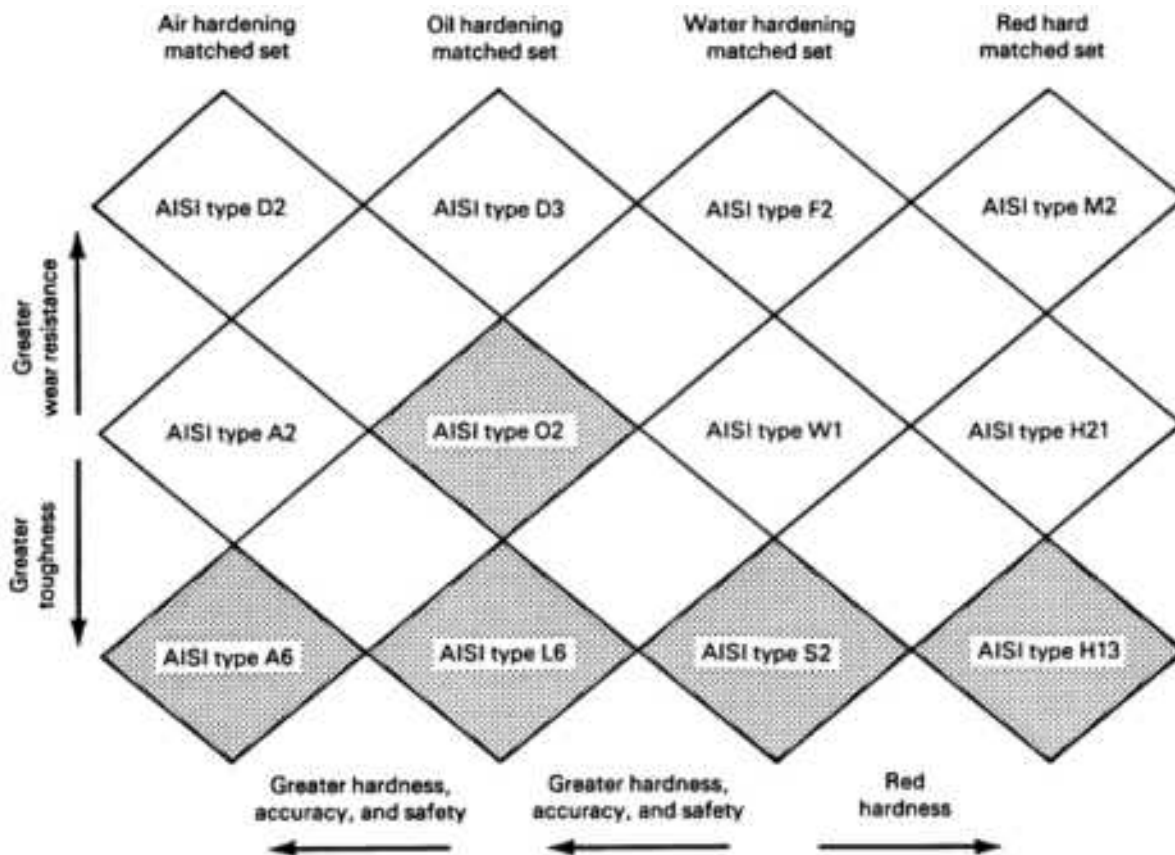 Air hardening
matched set
Oil hardening
matched set
Water hardening
matched set
Red hard
matched set
AISI type D2
AISI type D3
AISI type F2
AISI type M2
Greater
wear resistance
AISI type A2
AISI type O2
AISI type W1
AISI type H21
Greater
toughness
AISI type A6
AISI type L6
AISI type S2
AISI type H13
Greater hardness,
accuracy, and safety
Greater hardness,
accuracy, and safety
Red
hardness